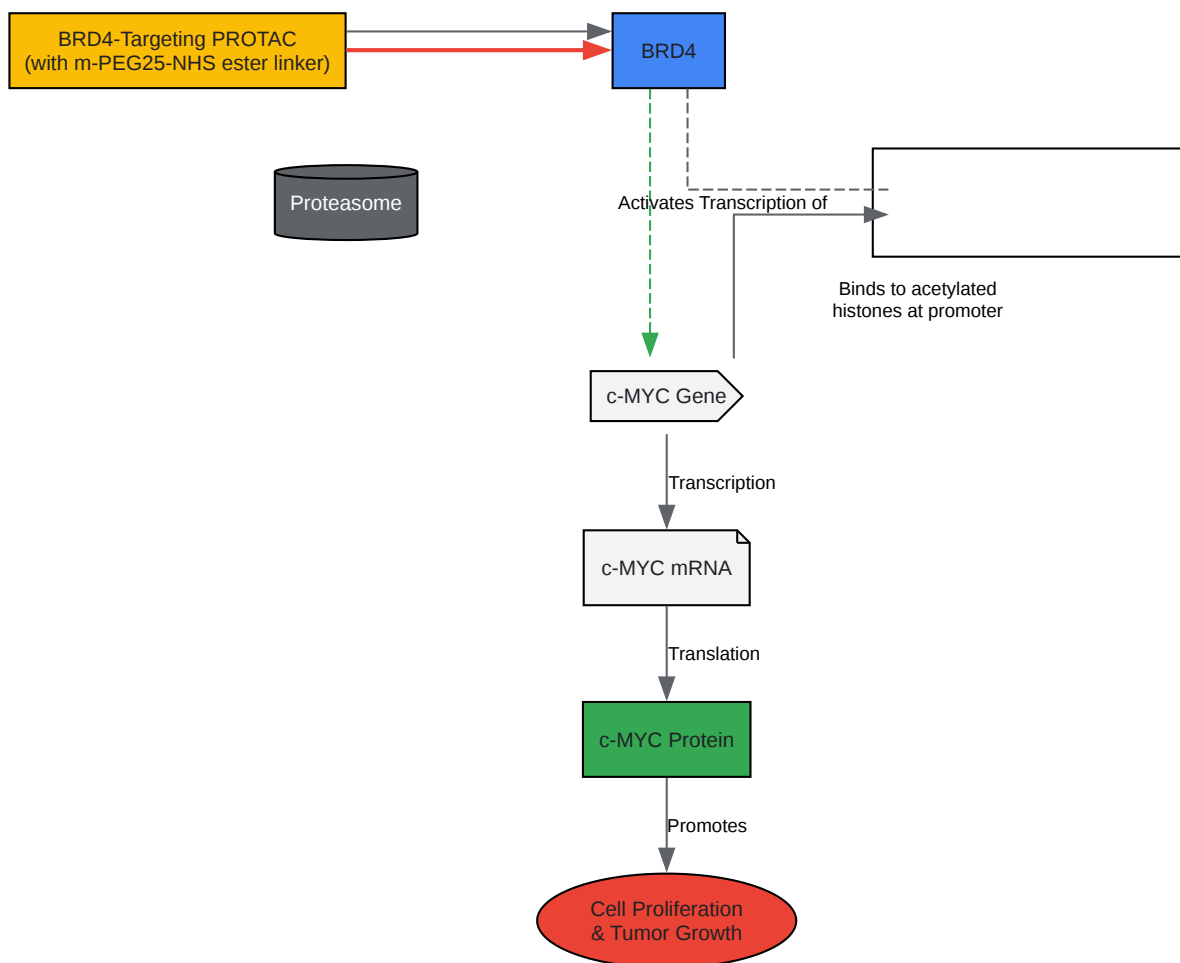 BRD4-Targeting PROTAC
(with m-PEG25-NHS ester linker)
BRD4
Proteasome
Activates Transcription of
Binds to acetylated
histones at promoter
c-MYC Gene
Transcription
c-MYC mRNA
Translation
c-MYC Protein
Promotes
Cell Proliferation
& Tumor Growth